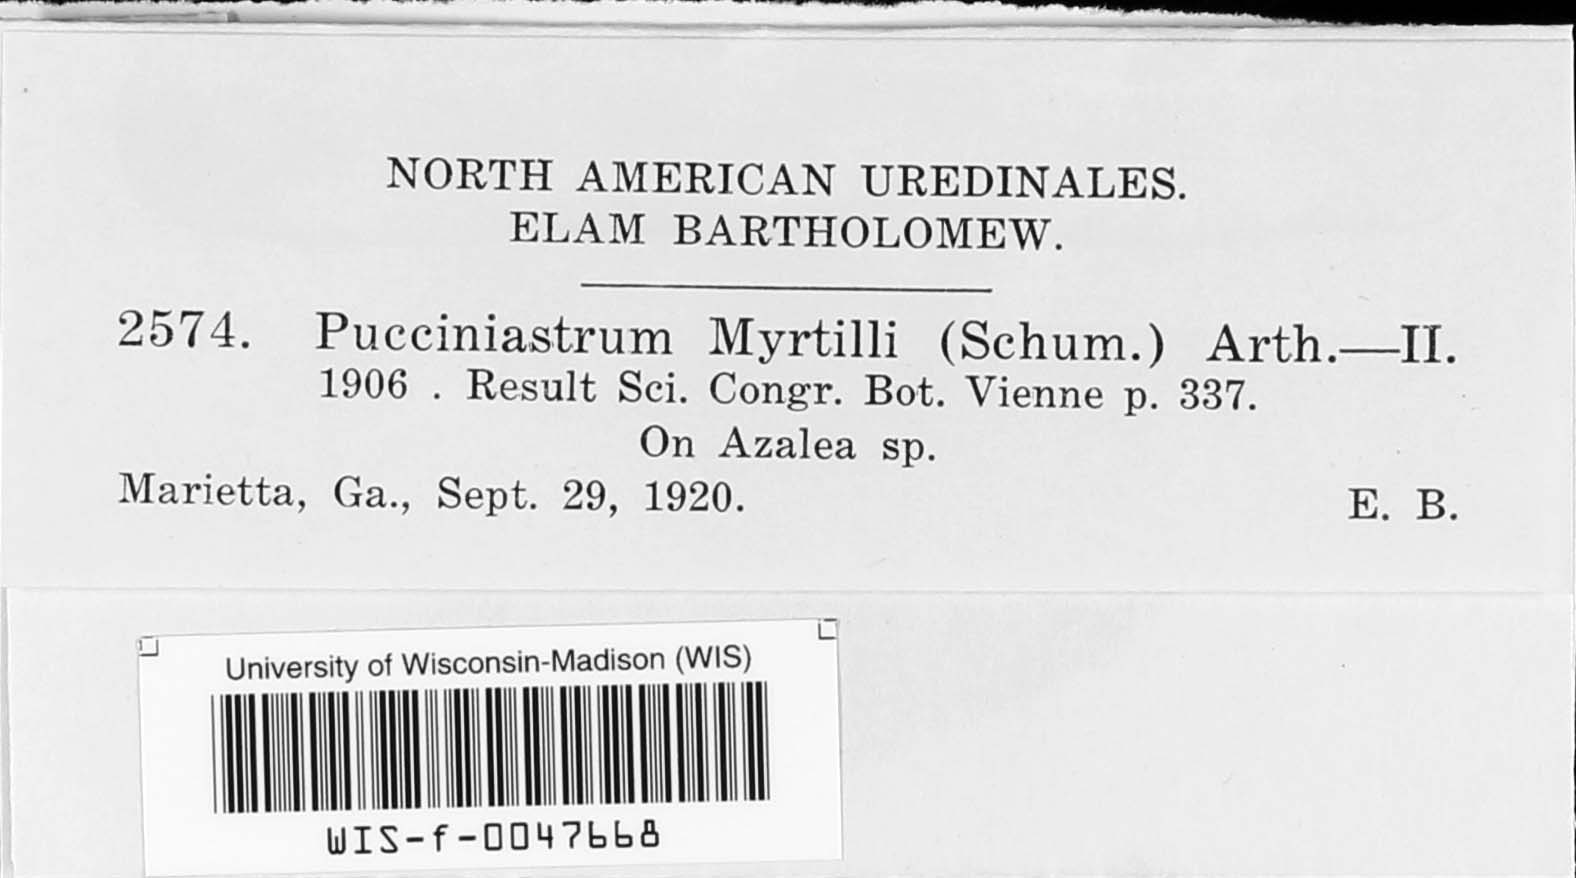 NORTH AMERICAN UREDINALES.
ELAM BARTHOLOMEW.
2574. Pucciniastrum Myrtilli (Schum.) Arth.—II.
1906 . Result Sci. Congr. Bot. Vienne p. 337.
On Azalea sp.
Marietta, Ga., Sept. 29, 1920. E. B.
University of Wisconsin-Madison (WIS)
WIS-f-0047668